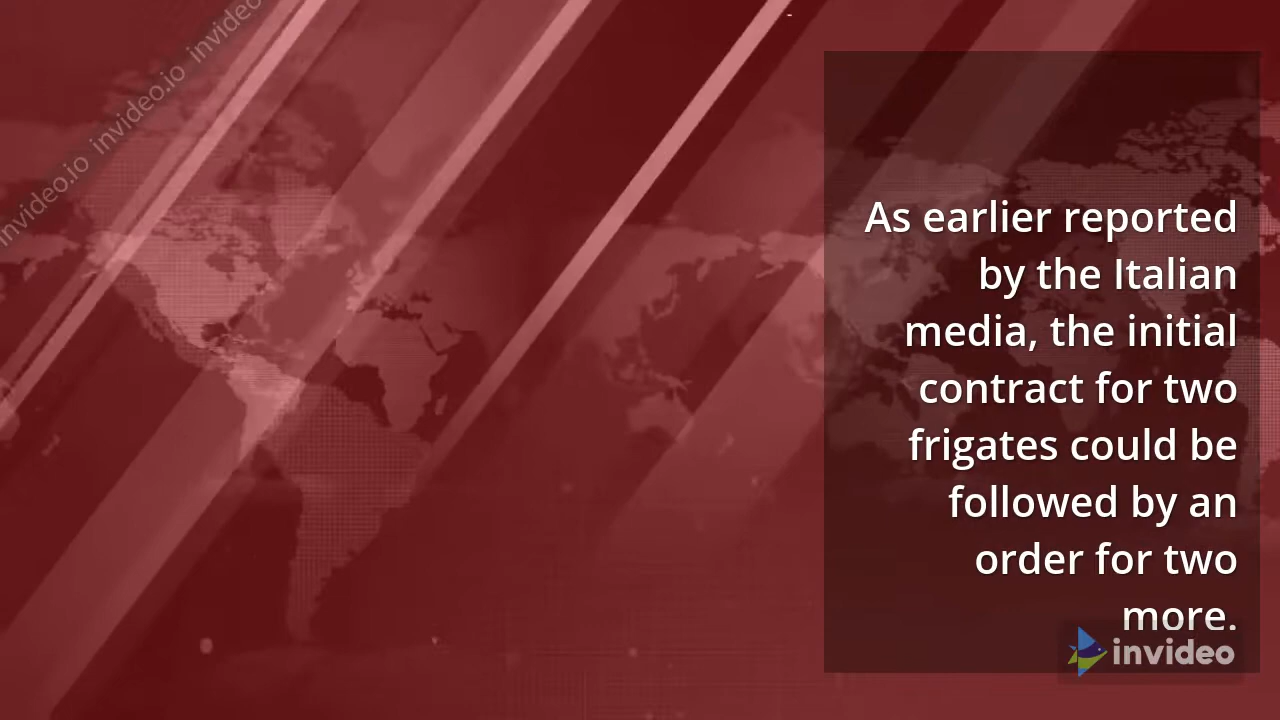 invideo.io invideo.io invideo
As earlier reported
by the Italian
media, the initial
contract for two
frigates could be
followed by an
order for two
more.
invideo